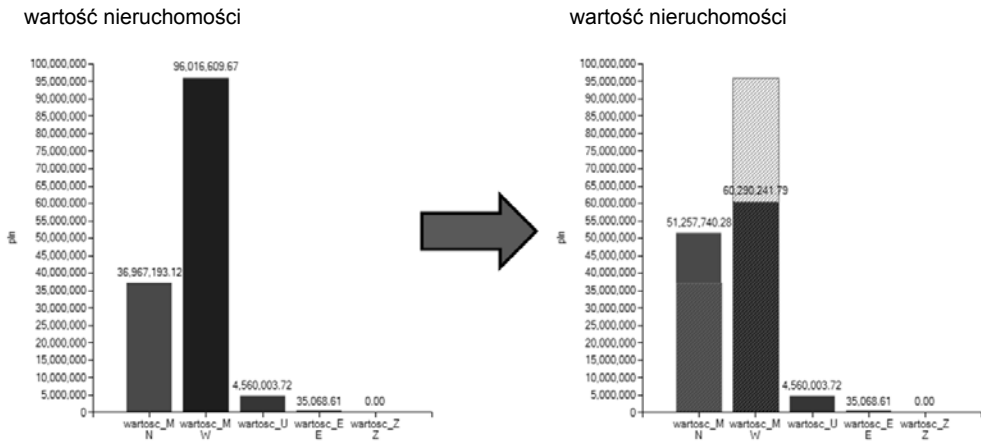 wartość nieruchomości
100,000,000
95,000,000
90,000,000
85,000,000
80,000,000
75,000,000
70,000,000
65,000,000
60,000,000
55,000,000
50,000,000
45,000,000
40,000,000
35,000,000
30,000,000
25,000,000
20,000,000
15,000,000
10,000,000
5,000,000
0
pln
36,967,193.12
96,016,609.67
4,560,003.72
35,068.61
0.00
wartosc_M
N
wartosc_M
W
wartosc_U
wartosc_E
E
wartosc_Z
Z
wartość nieruchomości
100,000,000
95,000,000
90,000,000
85,000,000
80,000,000
75,000,000
70,000,000
65,000,000
60,000,000
55,000,000
50,000,000
45,000,000
40,000,000
35,000,000
30,000,000
25,000,000
20,000,000
15,000,000
10,000,000
5,000,000
0
pln
51,257,740.28
60,290,241.79
4,560,003.72
35,068.61
0.00
wartosc_M
N
wartosc_M
W
wartosc_U
wartosc_E
E
wartosc_Z
Z